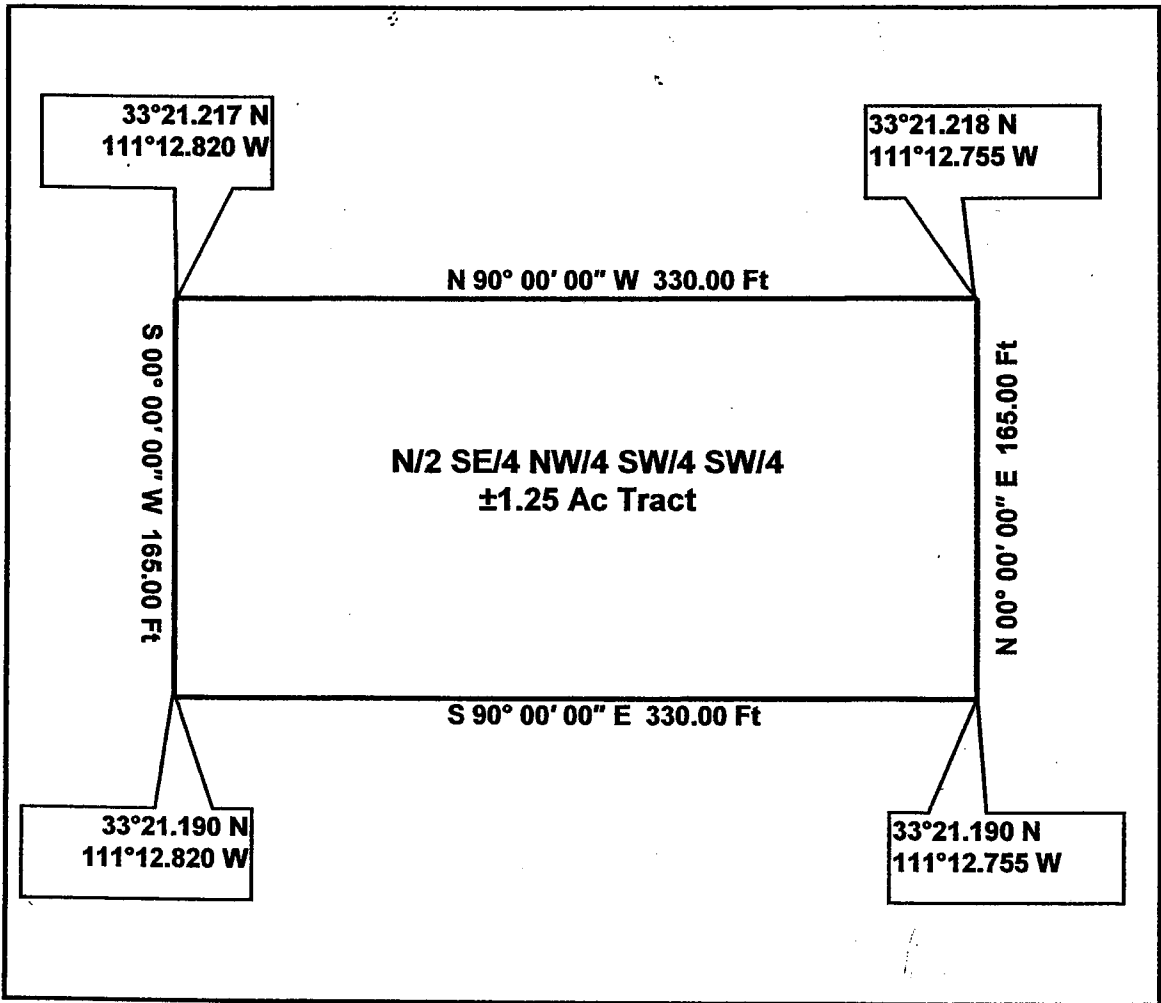 33°21.217 N
111°12.820 W
33°21.218 N
111°12.755 W
N 90° 00' 00" W 330.00 Ft
S 00° 00' 00" W 165.00 Ft
N/2 SE/4 NW/4 SW/4 SW/4
±1.25 Ac Tract
N 00° 00' 00" E 165.00 Ft
S 90° 00' 00" E 330.00 Ft
33°21.190 N
111°12.820 W
33°21.190 N
111°12.755 W